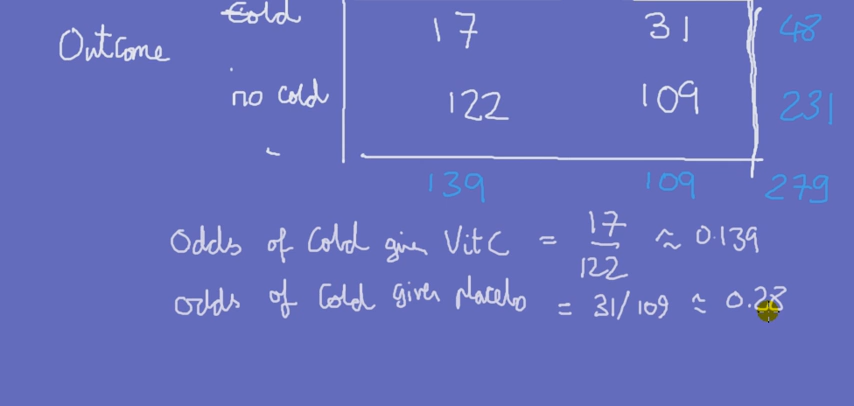 Cold 17 31 48
Outcome
no cold 122 109 231
139 109 279
Odds of Cold given Vit C = 17/122 ≈ 0.139
odds of Cold given placebo = 31/109 ≈ 0.28